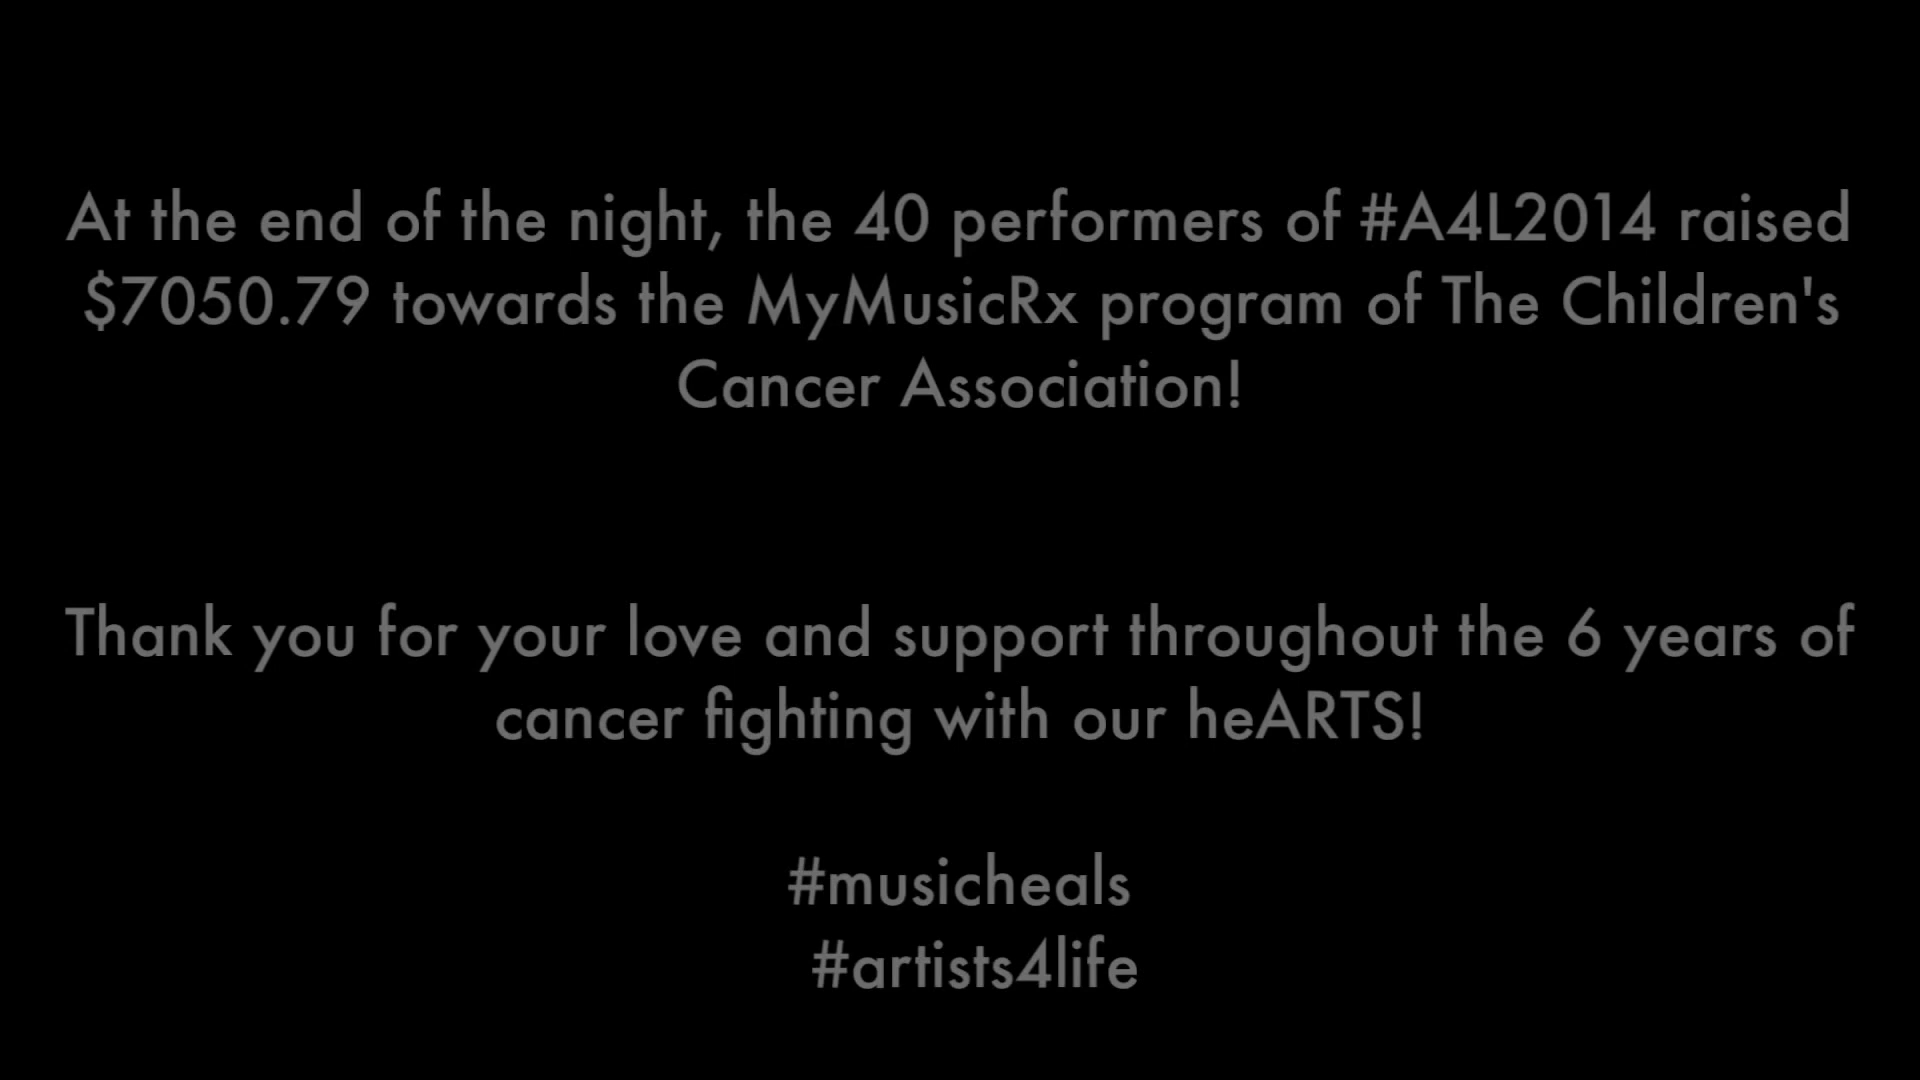 At the end of the night, the 40 performers of #A4L2014 raised
$7050.79 towards the MyMusicRx program of The Children's
Cancer Association!
Thank you for your love and support throughout the 6 years of
cancer fighting with our heARTS!
#musicheals
#artists4life